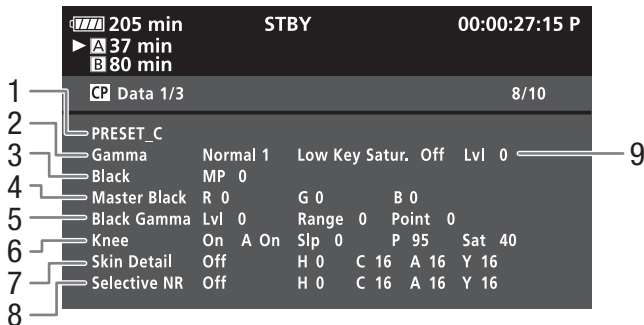 205 min STBY 00:00:27:15 P
A 37 min
B 80 min
CP Data 1/3 8/10
1 PRESET_C
2 Gamma Normal 1 Low Key Satur. Off Lvl 0 9
3 Black MP 0
4 Master Black R 0 G 0 B 0
5 Black Gamma Lvl 0 Range 0 Point 0
6 Knee On A On Slp 0 P 95 Sat 40
7 Skin Detail Off H 0 C 16 A 16 Y 16
8 Selective NR Off H 0 C 16 A 16 Y 16